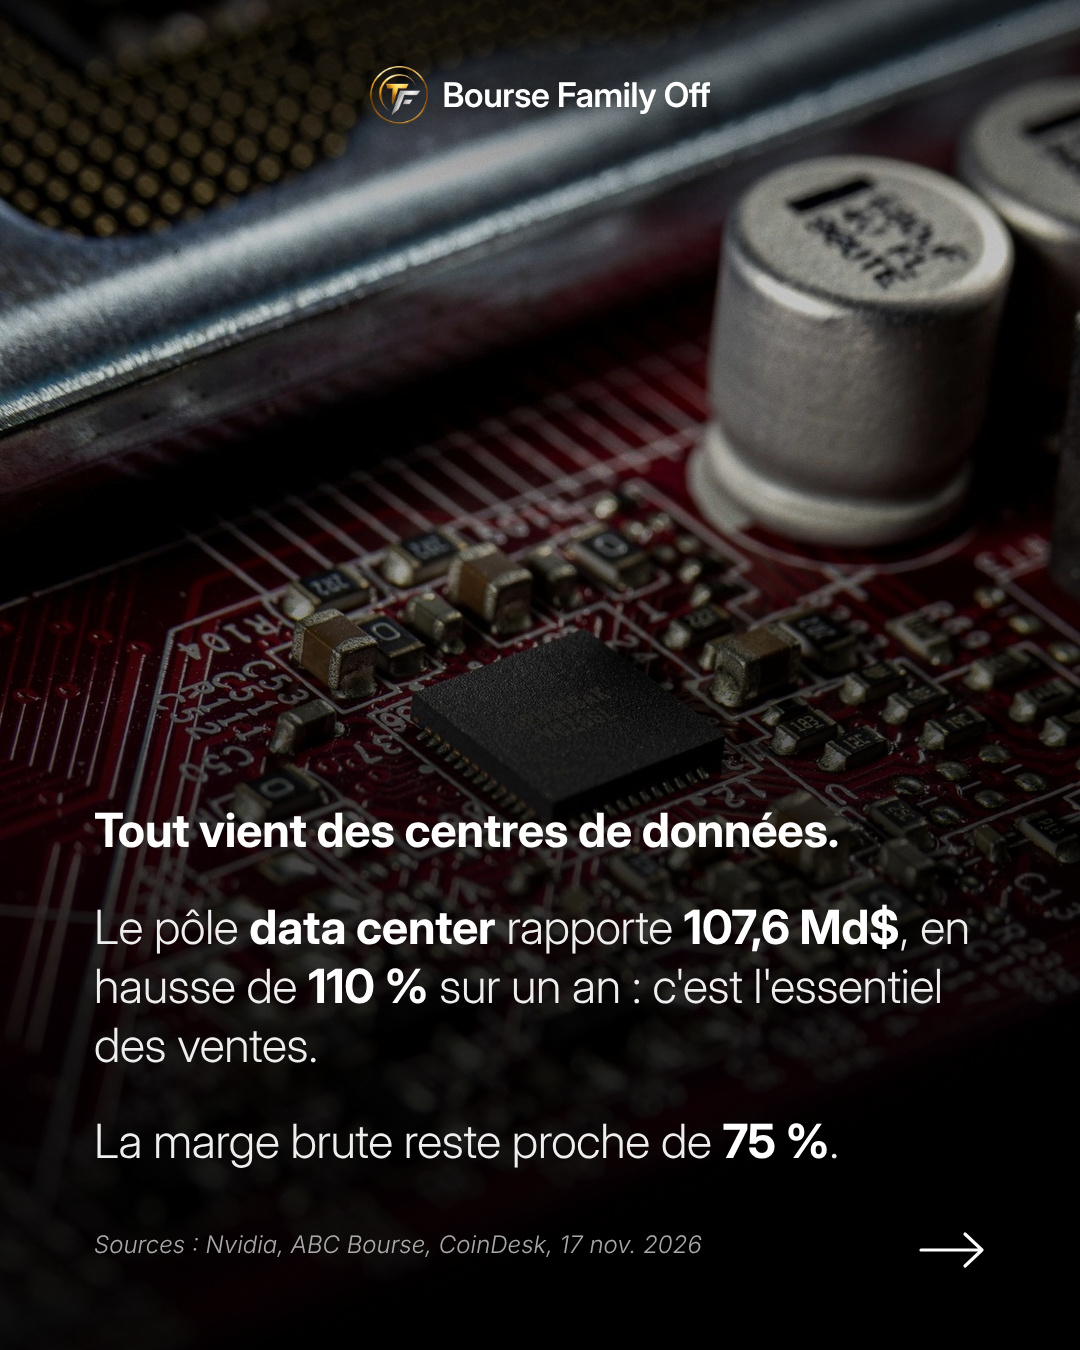 Bourse Family Off
Tout vient des centres de données.
Le pôle data center rapporte 107,6 Md$, en
hausse de 110 % sur un an : c'est l'essentiel
des ventes.
La marge brute reste proche de 75 %.
Sources : Nvidia, ABC Bourse, CoinDesk, 17 nov. 2026